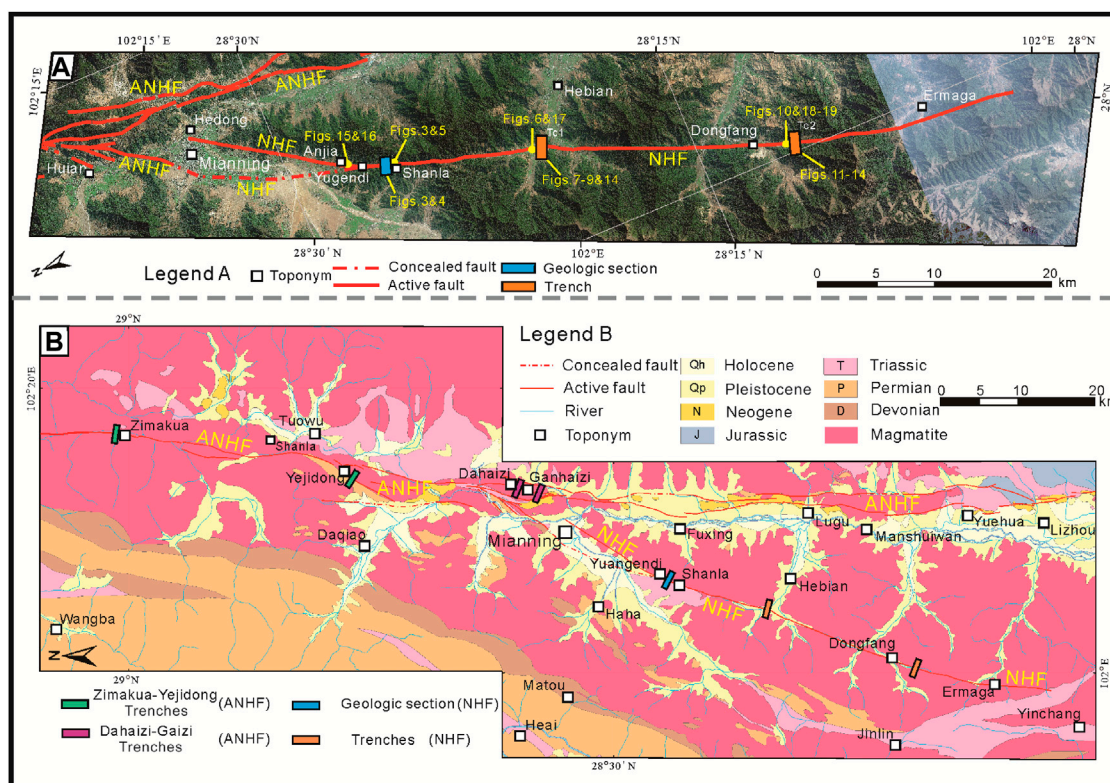 102°15′E
28°30′N
28°15′N
102°E
28°N
A
102°15′E
ANHF
ANHF
Hebian
28°N
Ermaga
Hedong
Figs.6&17
Figs.10&18-19
NHF
Figs.15&16
Figs.3&5
Tc1
Dongfang
Tc2
ANHF
Mianning
Anjia
Huian
Yugendi
Shanla
NHF
NHF
Figs.3&4
Figs.7-9&14
Figs.11-14
N
28°30′N
102°E
28°15′N
Legend A
Toponym
Concealed fault
Geologic section
Active fault
Trench
0 5 10 20
km
B
29°N
102°20′E
Legend B
Concealed fault
Qh
Holocene
T
Triassic
Active fault
Qp
Pleistocene
P
Permian
0 5 10 20
km
River
N
Neogene
D
Devonian
Toponym
J
Jurassic
Magmatite
Zimakua
ANHF
Tuowu
Shanla
Yejidong
ANHF
Dahaizi
Ganhaizi
ANHF
Daqiao
Mianning
NHF
Fuxing
Lugu
Manshuiwan
Yuehua
Lizhou
Yuangendi
Shanla
Hebian
NHF
Haha
Wangba
Dongfang
N
29°N
Ermaga
NHF
102°E
Matou
Heai
Yinchang
JInlin
Zimakua-Yejidong
Trenches
(ANHF)
Geologic section
(NHF)
Dahaizi-Gaizi
Trenches
(ANHF)
Trenches
(NHF)
28°30′N